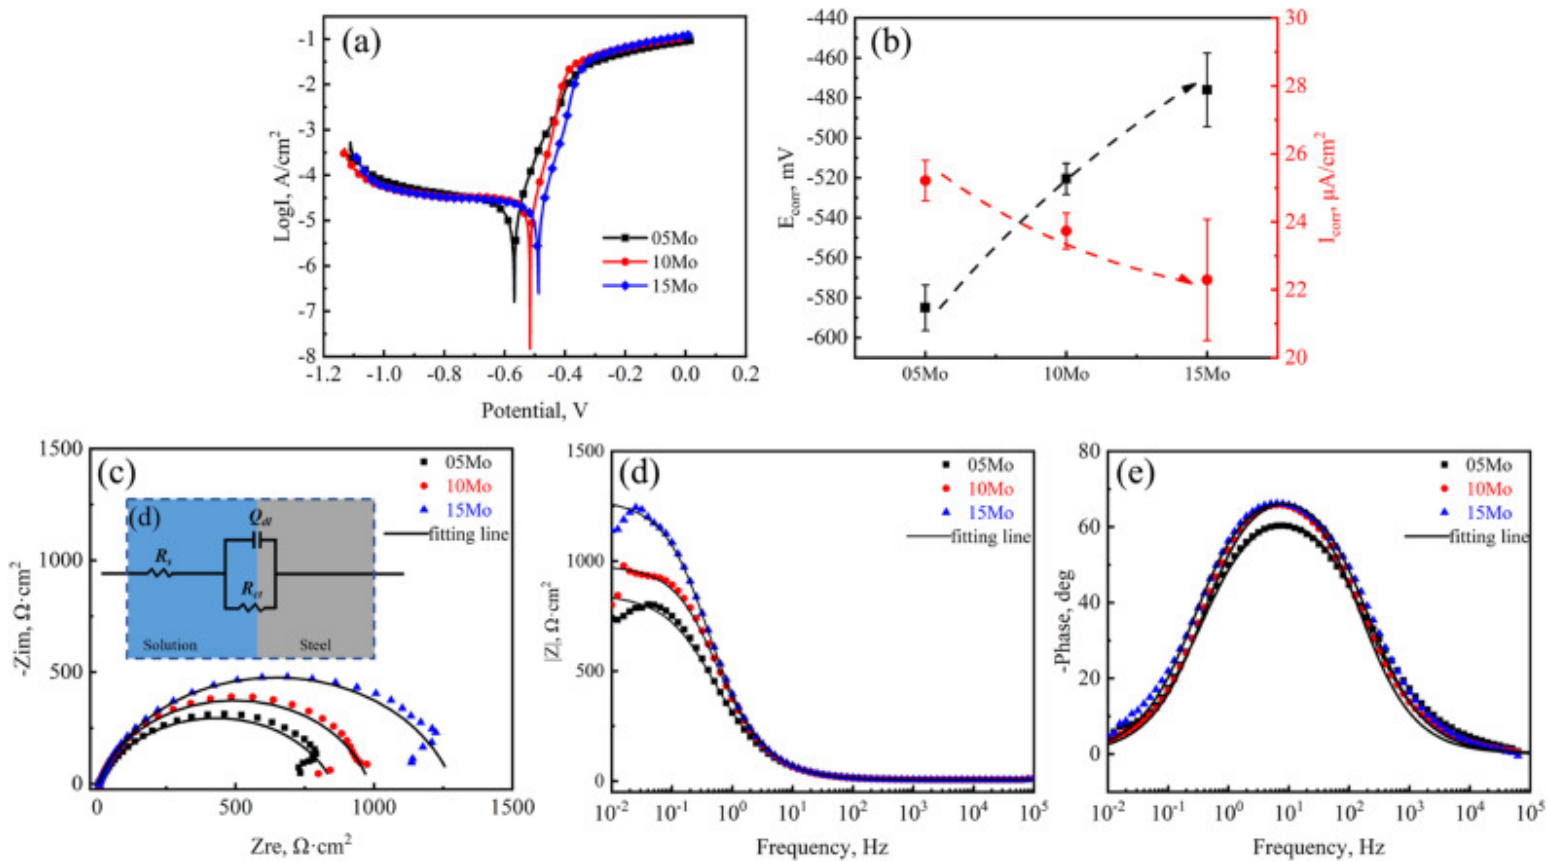 (a)
LogI, A/cm²
-1
-2
-3
-4
-5
-6
-7
-8
05Mo
10Mo
15Mo
-1.2 -1.0 -0.8 -0.6 -0.4 -0.2 0.0 0.2
Potential, V
(b)
E_corr, mV
-440
-460
-480
-500
-520
-540
-560
-580
-600
30
28
26
24
22
20
I_corr, μA/cm²
05Mo 10Mo 15Mo
(c)
-Zim, Ω·cm²
1500
1000
500
0
05Mo
10Mo
15Mo
fitting line
(d)
Q_dl
R_s
R_ct
Solution Steel
0 500 1000 1500
Zre, Ω·cm²
(d)
|Z|, Ω·cm²
1500
1000
500
0
05Mo
10Mo
15Mo
fitting line
10⁻² 10⁻¹ 10⁰ 10¹ 10² 10³ 10⁴ 10⁵
Frequency, Hz
(e)
-Phase, deg
80
60
40
20
0
05Mo
10Mo
15Mo
fitting line
10⁻² 10⁻¹ 10⁰ 10¹ 10² 10³ 10⁴ 10⁵
Frequency, Hz